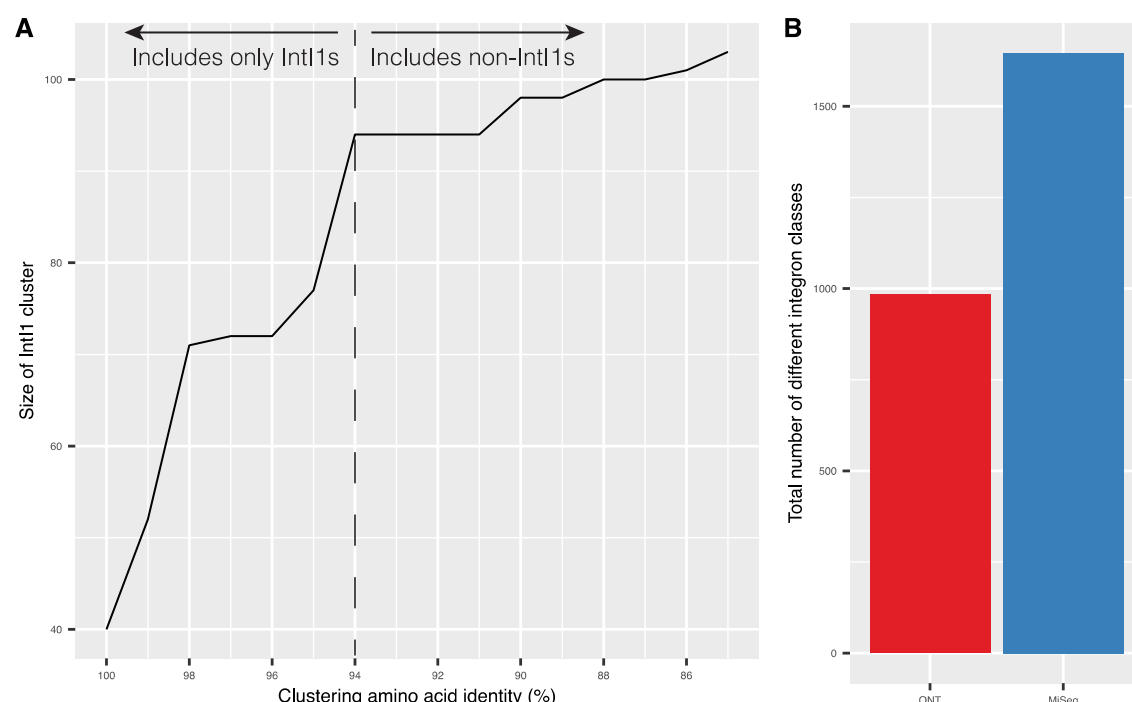 A
Includes only IntI1s
Includes non-IntI1s
100
80
60
40
Size of IntI1 cluster
100
98
96
94
92
90
88
86
Clustering amino acid identity (%)
B
1500
1000
500
0
Total number of different integron classes
ONT
MiSeq